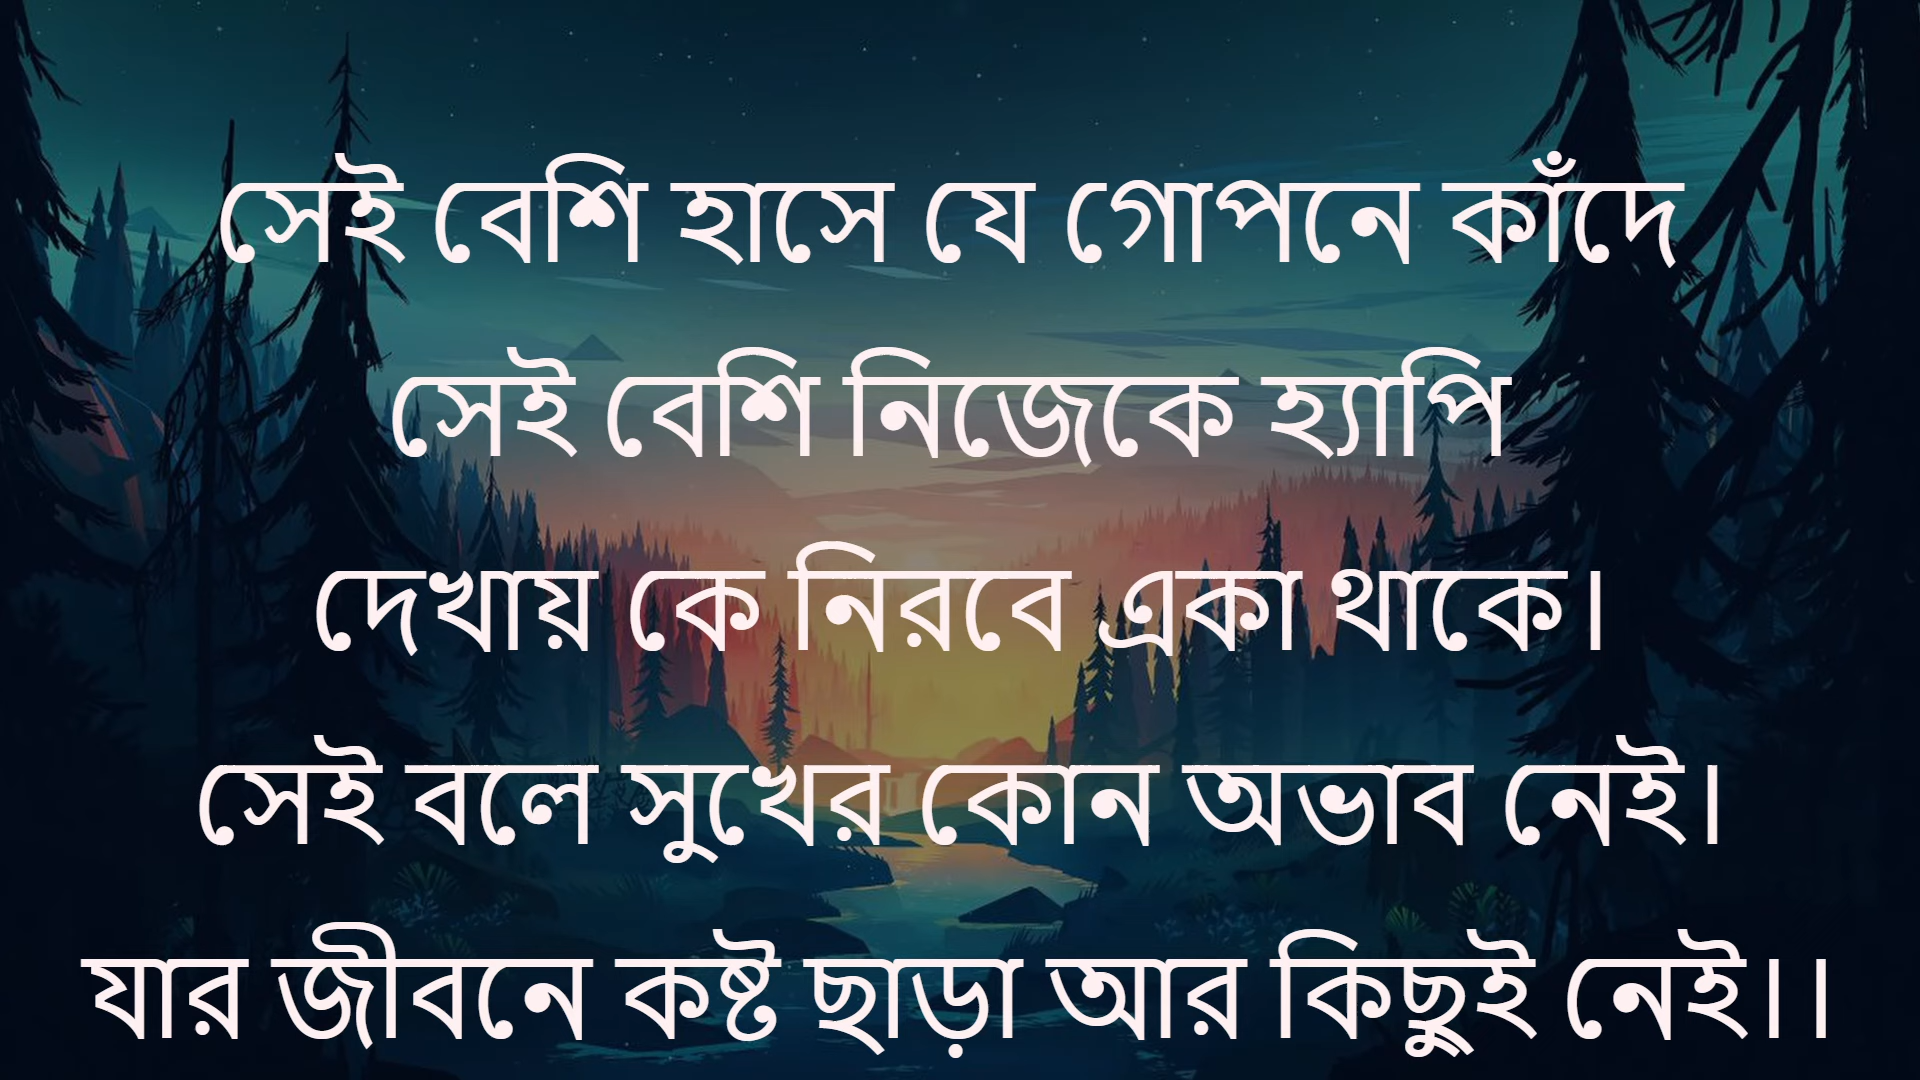 সেই বেশি হাসে যে গোপনে কাঁদে
সেই বেশি নিজেকে হ্যাপি
দেখায় কে নিরবে একা থাকে।
সেই বলে সুখের কোন অভাব নেই।
যার জীবনে কষ্ট ছাড়া আর কিছুই নেই।।